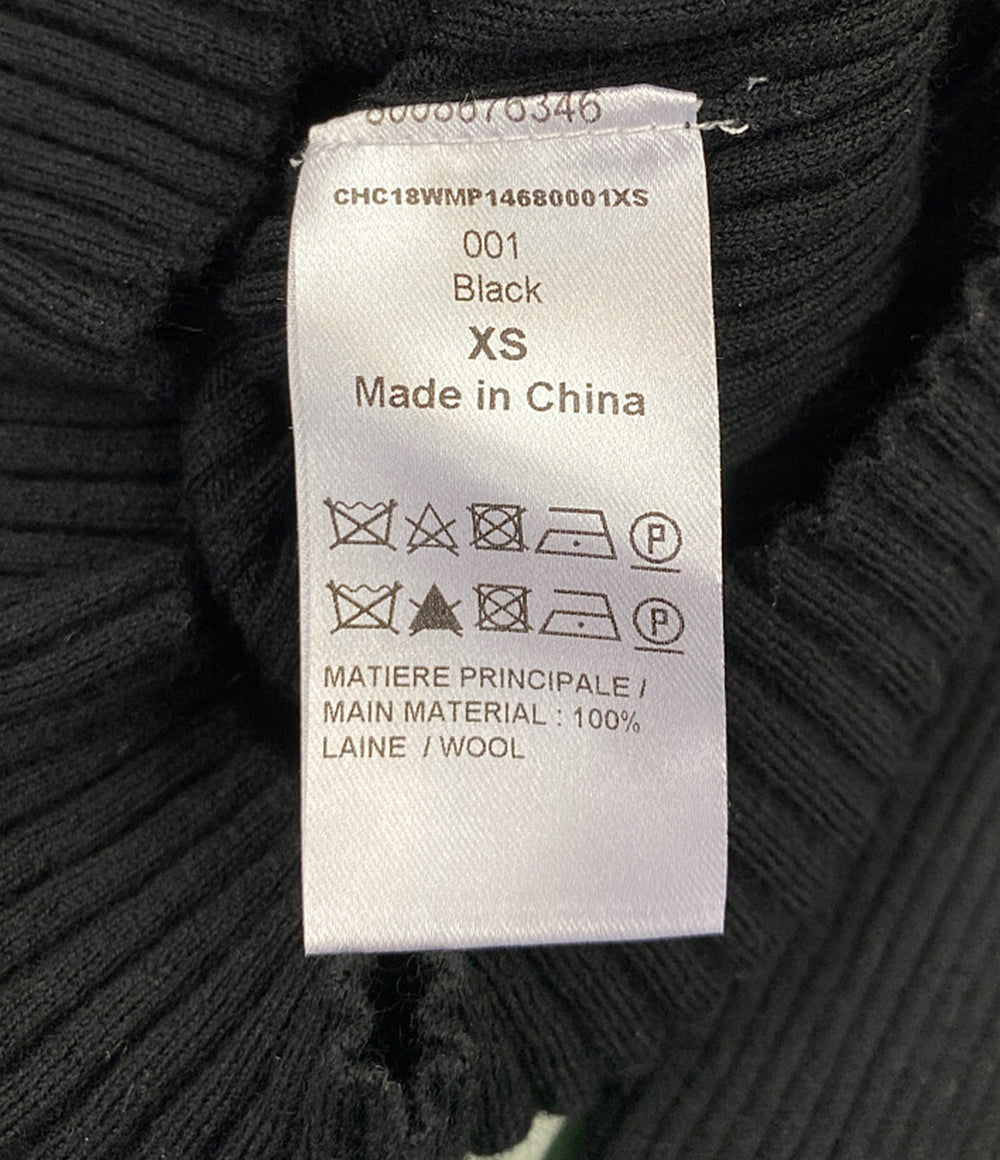 CHC18WMP14680001XS
001
Black
XS
Made in China
P
P
MATIERE PRINCIPALE /
MAIN MATERIAL : 100%
LAINE / WOOL